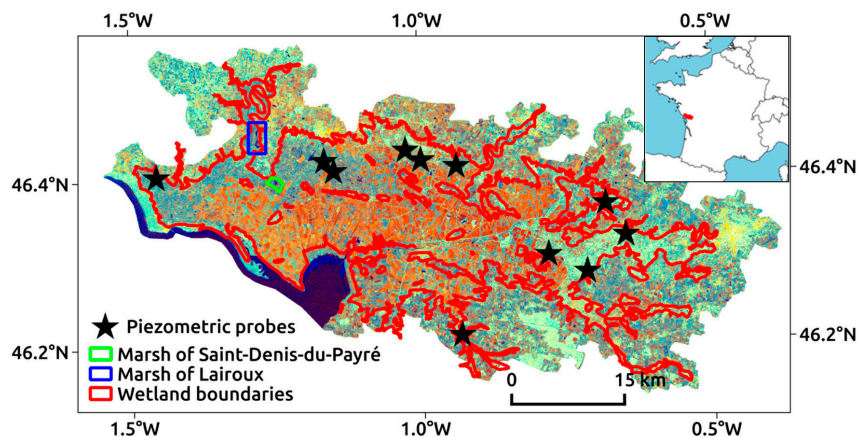 1.5°W 1.0°W 0.5°W
46.4°N 46.4°N
46.2°N 46.2°N
Piezometric probes
Marsh of Saint-Denis-du-Payré
Marsh of Lairoux
Wetland boundaries
0 15 km
1.5°W 1.0°W 0.5°W